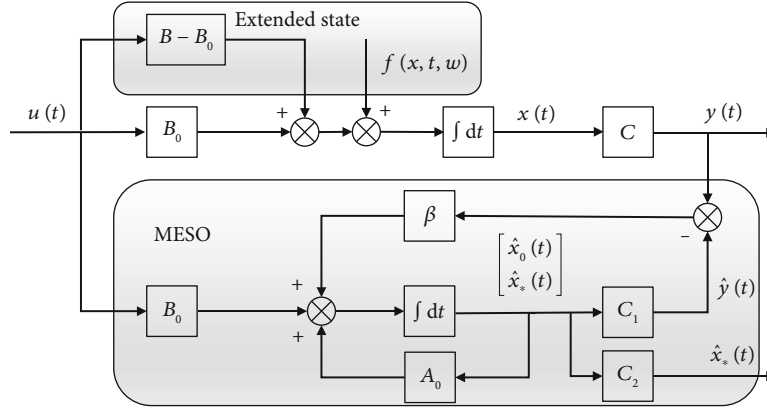 Extended state
B – B₀
f (x, t, w)
u (t)
+
+
B₀
∫ dt
x (t)
C
y (t)
MESO
β
–
[x̂₀ (t)
x̂* (t)]
+
B₀
+
∫ dt
C₁
ŷ (t)
A₀
C₂
x̂* (t)